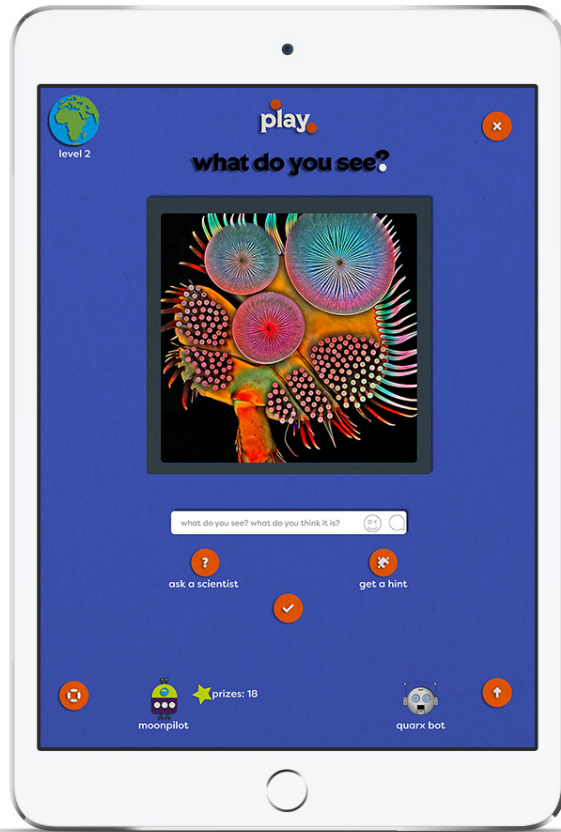 play
level 2
what do you see?
what do you see? what do you think it is?
?
ask a scientist
get a hint
prizes: 18
moonpilot
quarx bot